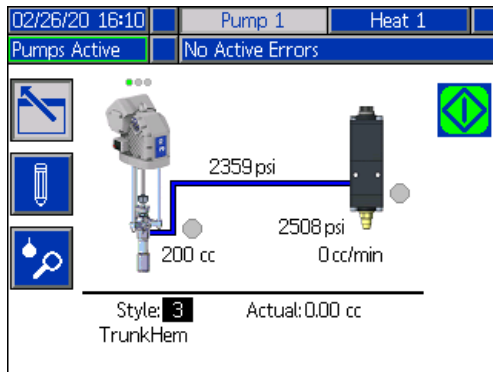 02/26/20 16:10 Pump 1 Heat 1
Pumps Active No Active Errors
2359 psi
2508 psi
200 cc 0 cc/min
Style: 3 Actual: 0.00 cc
TrunkHem